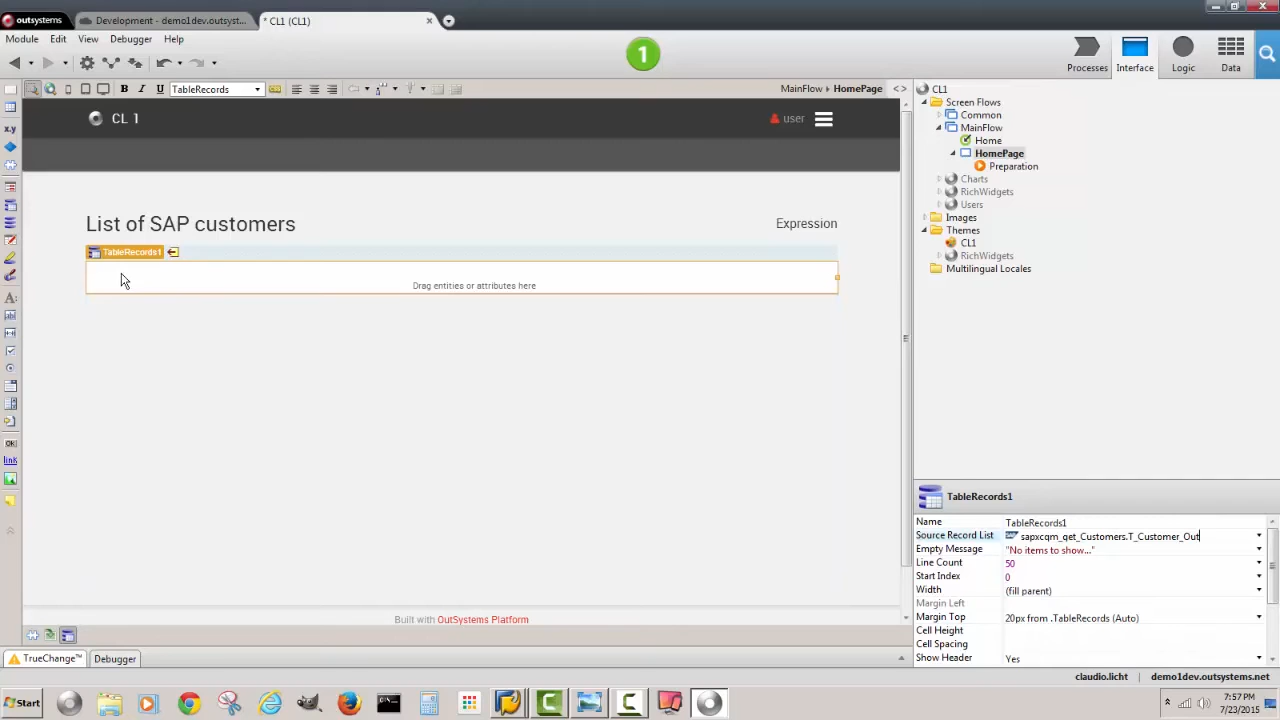 outsystems
Development - demo1dev.outsystem...
* CL1 (CL1)
Module Edit View Debugger Help
1
Processes
Interface
Logic
Data
B I U TableRecords
MainFlow HomePage <>
CL 1
user
List of SAP customers
Expression
TableRecords1
Drag entities or attributes here
Built with OutSystems Platform
x.y
OK
link
CL1
Screen Flows
Common
MainFlow
Home
HomePage
Preparation
Charts
RichWidgets
Users
Images
Themes
CL1
RichWidgets
Multilingual Locales
TableRecords1
Name TableRecords1
Source Record List sapxcqm_get_Customers.T_Customer_Out
Empty Message "No items to show..."
Line Count 50
Start Index 0
Width (fill parent)
Margin Left
Margin Top 20px from .TableRecords (Auto)
Cell Height
Cell Spacing
Show Header Yes
TrueChange™ Debugger
claudio.licht demo1dev.outsystems.net
Start
7:57 PM
7/23/2015